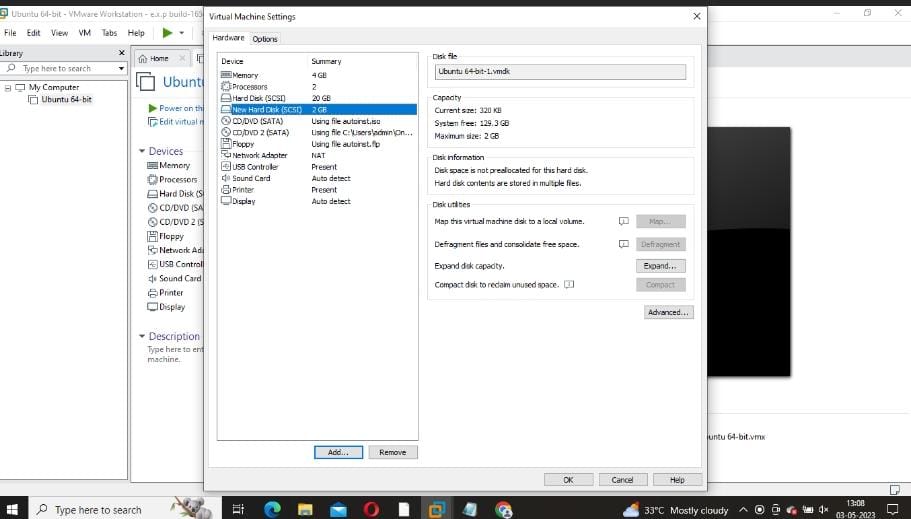 Ubuntu 64-bit - VMware Workstation - e.x.p build-165
File Edit View VM Tabs Help
Library
Type here to search
My Computer
Ubuntu 64-bit
Home
Ubuntu
Power on thi
Edit virtual m
Devices
Memory
Processors
Hard Disk (S
CD/DVD (SA
CD/DVD 2 (S
Floppy
Network Ada
USB Control
Sound Card
Printer
Display
Description
Type here to ent
machine.
Virtual Machine Settings
Hardware Options
Device Summary
Memory 4 GB
Processors 2
Hard Disk (SCSI) 20 GB
New Hard Disk (SCSI) 2 GB
CD/DVD (SATA) Using file autoinst.iso
CD/DVD 2 (SATA) Using file C:\Users\admin\On...
Floppy Using file autoinst.flp
Network Adapter NAT
USB Controller Present
Sound Card Auto detect
Printer Present
Display Auto detect
Add... Remove
Disk file
Ubuntu 64-bit-1.vmdk
Capacity
Current size: 320 KB
System free: 129.3 GB
Maximum size: 2 GB
Disk information
Disk space is not preallocated for this hard disk.
Hard disk contents are stored in multiple files.
Disk utilities
Map this virtual machine disk to a local volume. Map...
Defragment files and consolidate free space. Defragment
Expand disk capacity. Expand...
Compact disk to reclaim unused space. Compact
Advanced...
OK Cancel Help
untu 64-bit.vmx
Type here to search
33°C Mostly cloudy
13:08
03-05-2023